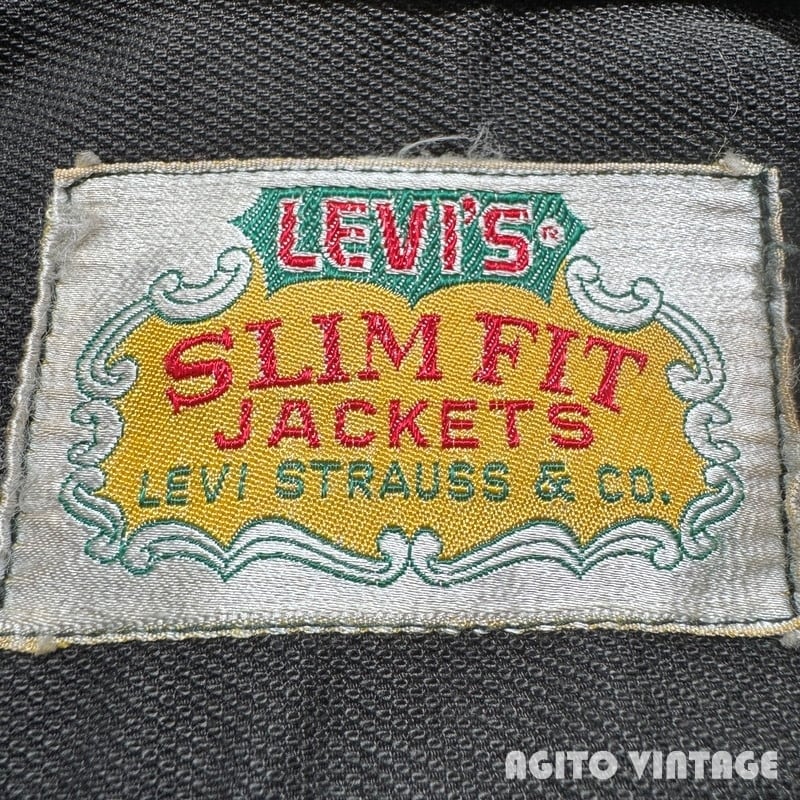 LEVI'S®
SLIM FIT
JACKETS
LEVI STRAUSS & CO.
AGITO VINTAGE